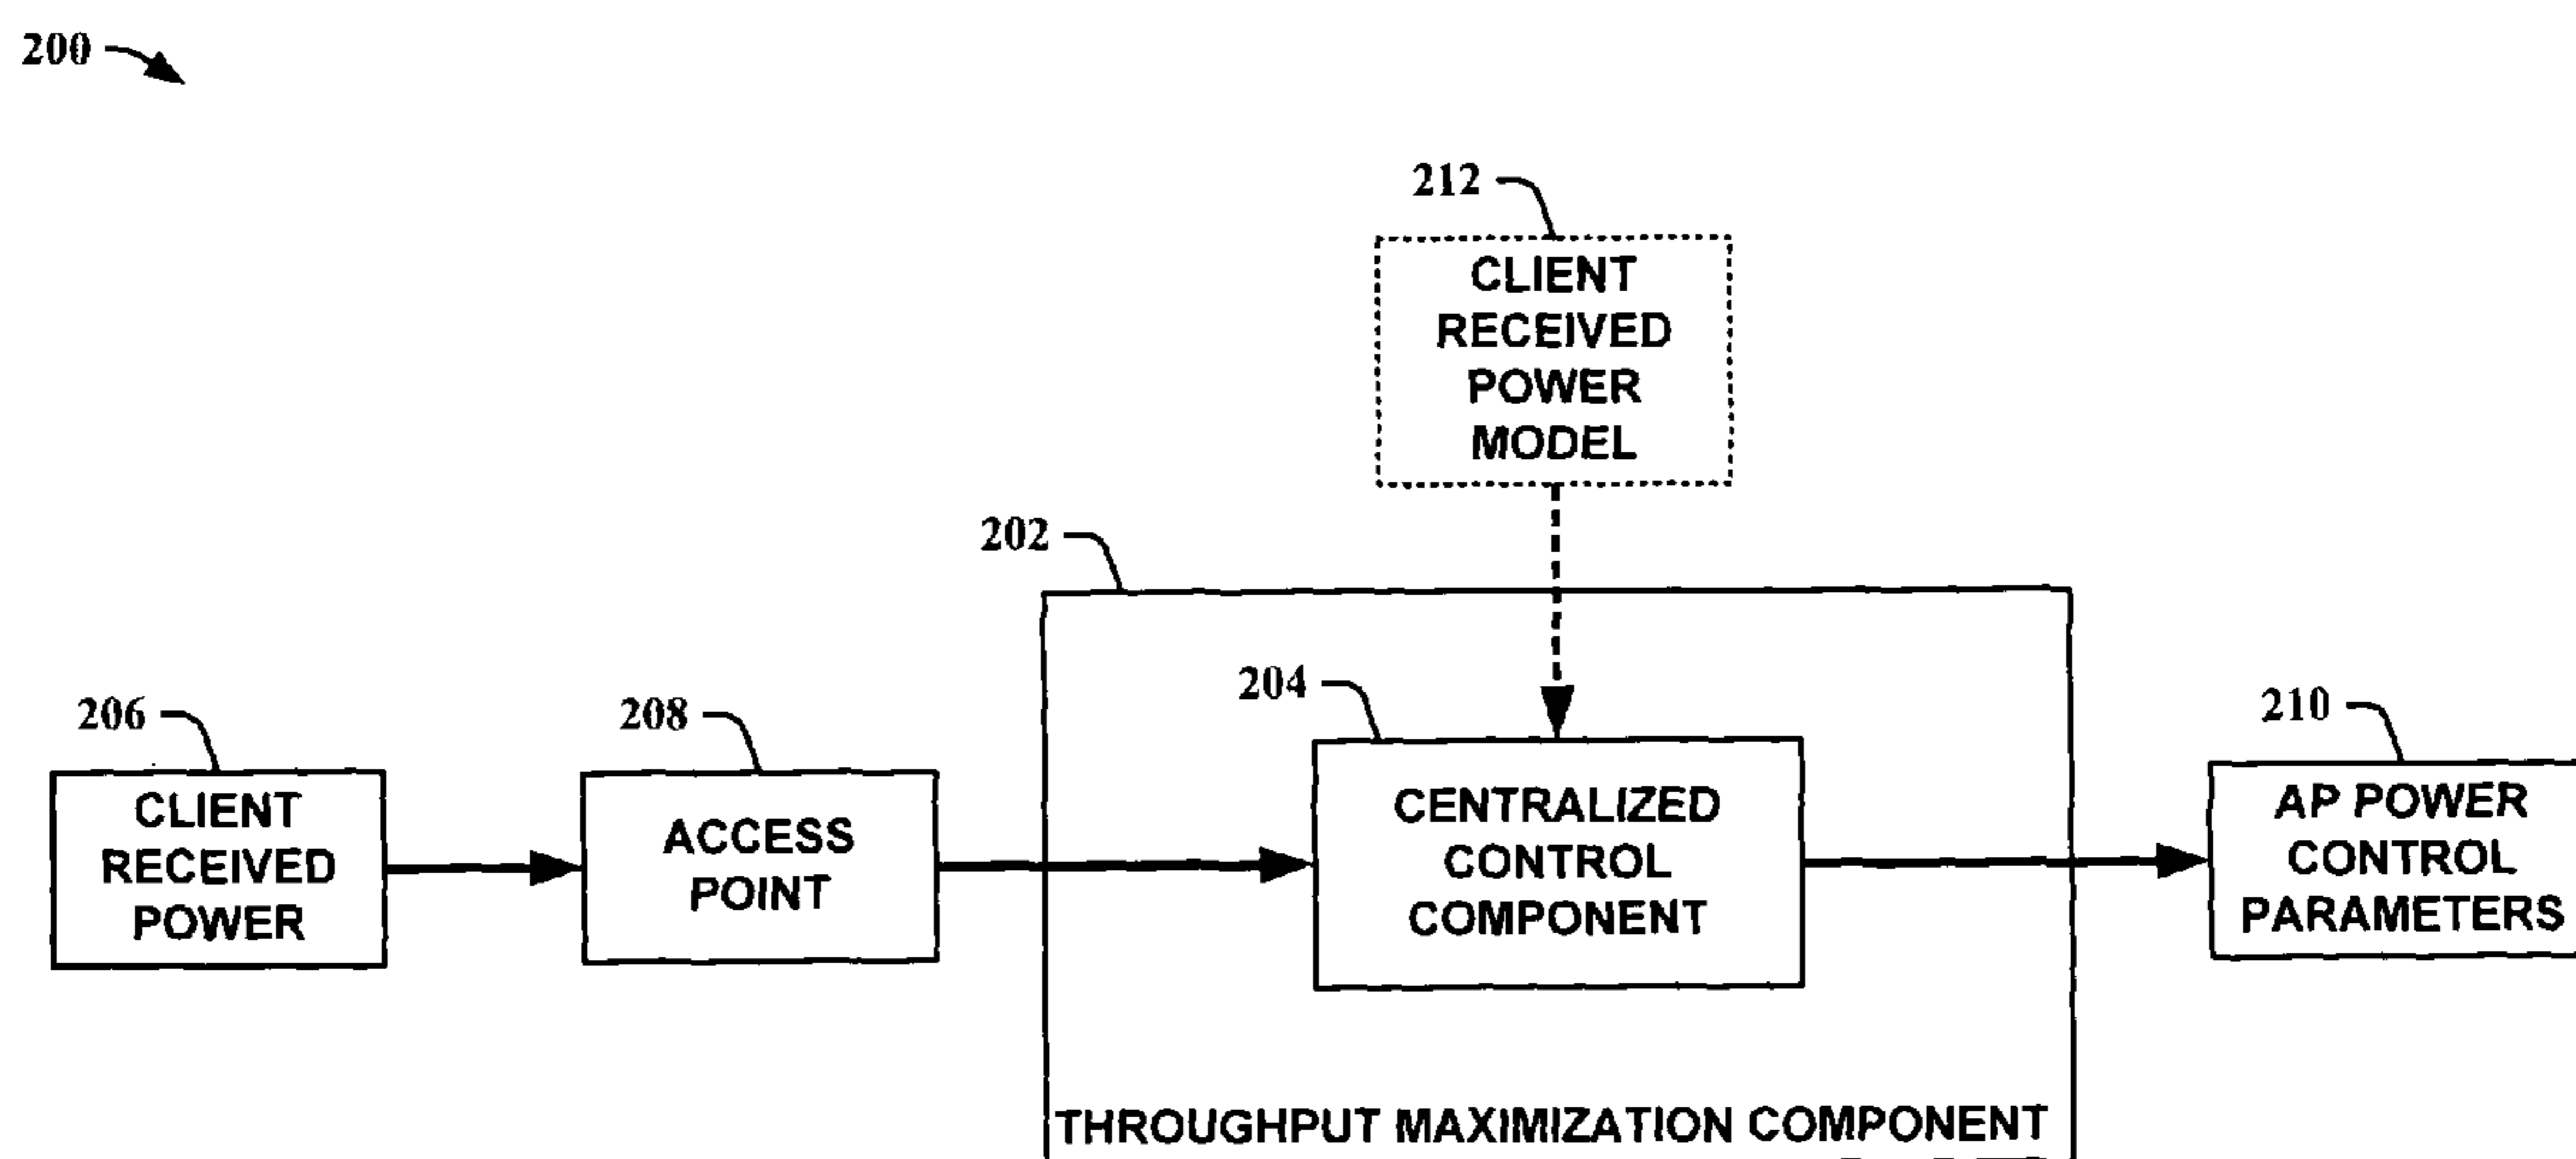 200
212
CLIENT
RECEIVED
POWER
MODEL
202
204
206
208
210
CLIENT
RECEIVED
POWER
ACCESS
POINT
CENTRALIZED
CONTROL
COMPONENT
AP POWER
CONTROL
PARAMETERS
THROUGHPUT MAXIMIZATION COMPONENT